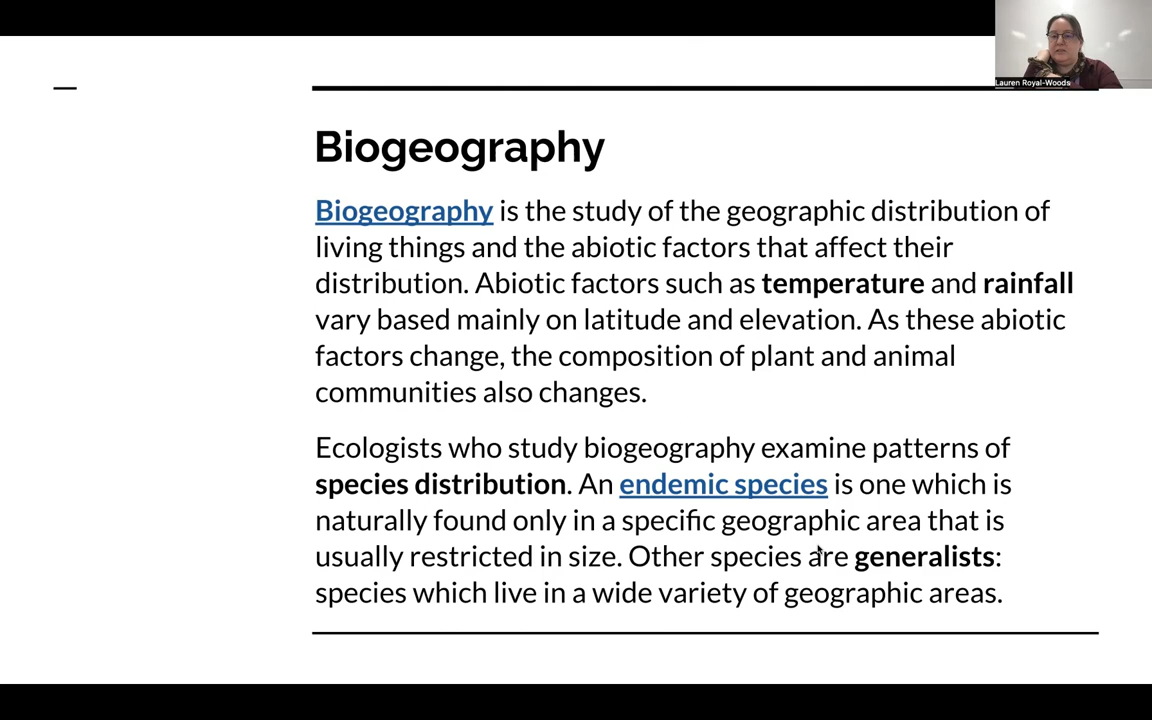 Lauren Royal-Woods
Biogeography
Biogeography is the study of the geographic distribution of
living things and the abiotic factors that affect their
distribution. Abiotic factors such as temperature and rainfall
vary based mainly on latitude and elevation. As these abiotic
factors change, the composition of plant and animal
communities also changes.
Ecologists who study biogeography examine patterns of
species distribution. An endemic species is one which is
naturally found only in a specific geographic area that is
usually restricted in size. Other species are generalists:
species which live in a wide variety of geographic areas.